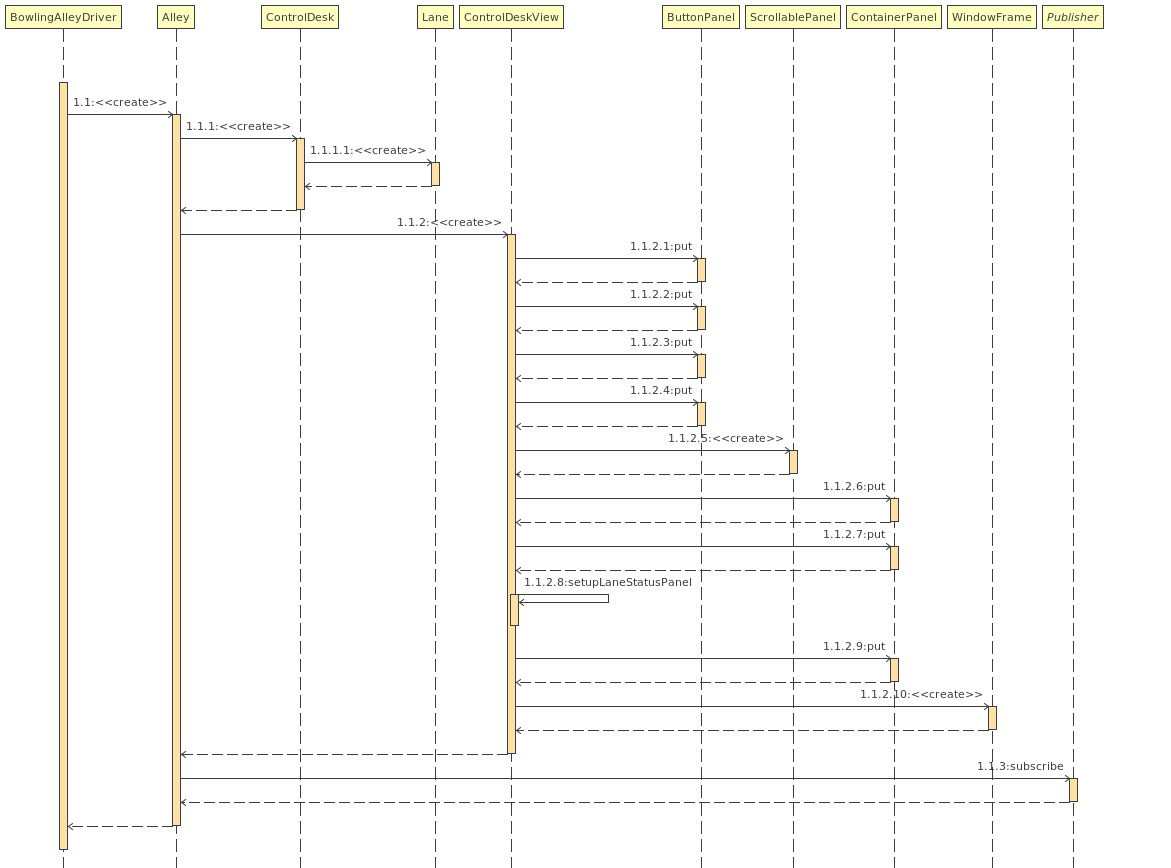 BowlingAlleyDriver Alley ControlDesk Lane ControlDeskView ButtonPanel ScrollablePanel ContainerPanel WindowFrame Publisher
1.1:<<create>>
1.1.1:<<create>>
1.1.1.1:<<create>>
1.1.2:<<create>>
1.1.2.1:put
1.1.2.2:put
1.1.2.3:put
1.1.2.4:put
1.1.2.5:<<create>>
1.1.2.6:put
1.1.2.7:put
1.1.2.8:setupLaneStatusPanel
1.1.2.9:put
1.1.2.10:<<create>>
1.1.3:subscribe